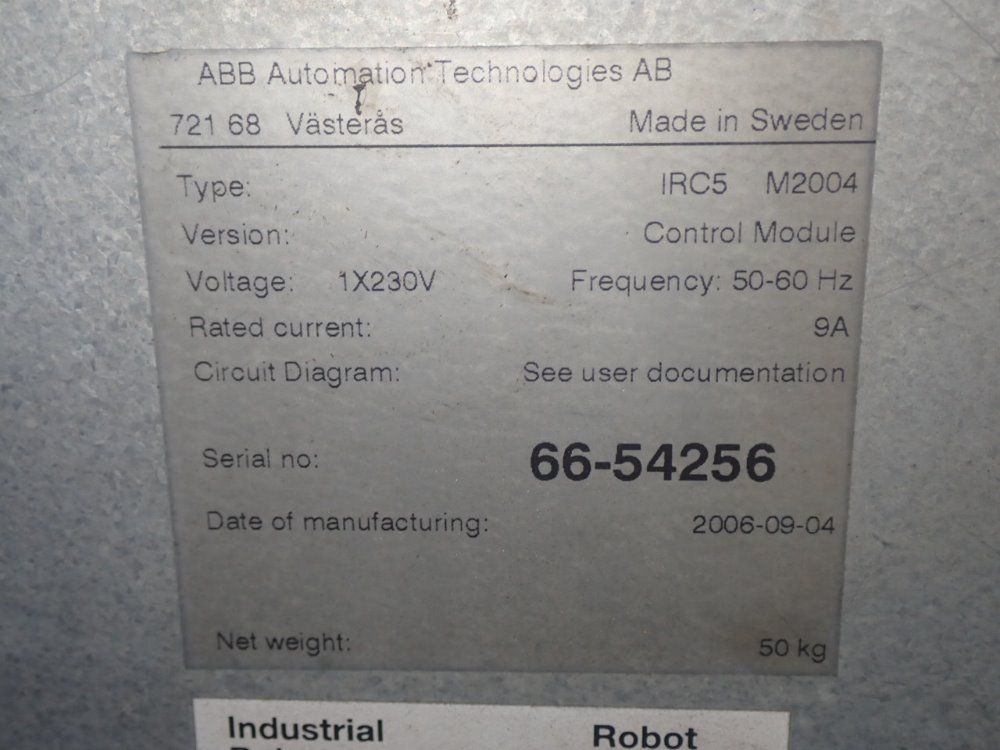 ABB Automation Technologies AB
721 68 Västerås Made in Sweden
Type: IRC5 M2004
Version: Control Module
Voltage: 1X230V Frequency: 50-60 Hz
Rated current: 9A
Circuit Diagram: See user documentation
Serial no: 66-54256
Date of manufacturing: 2006-09-04
Net weight: 50 kg
Industrial Robot